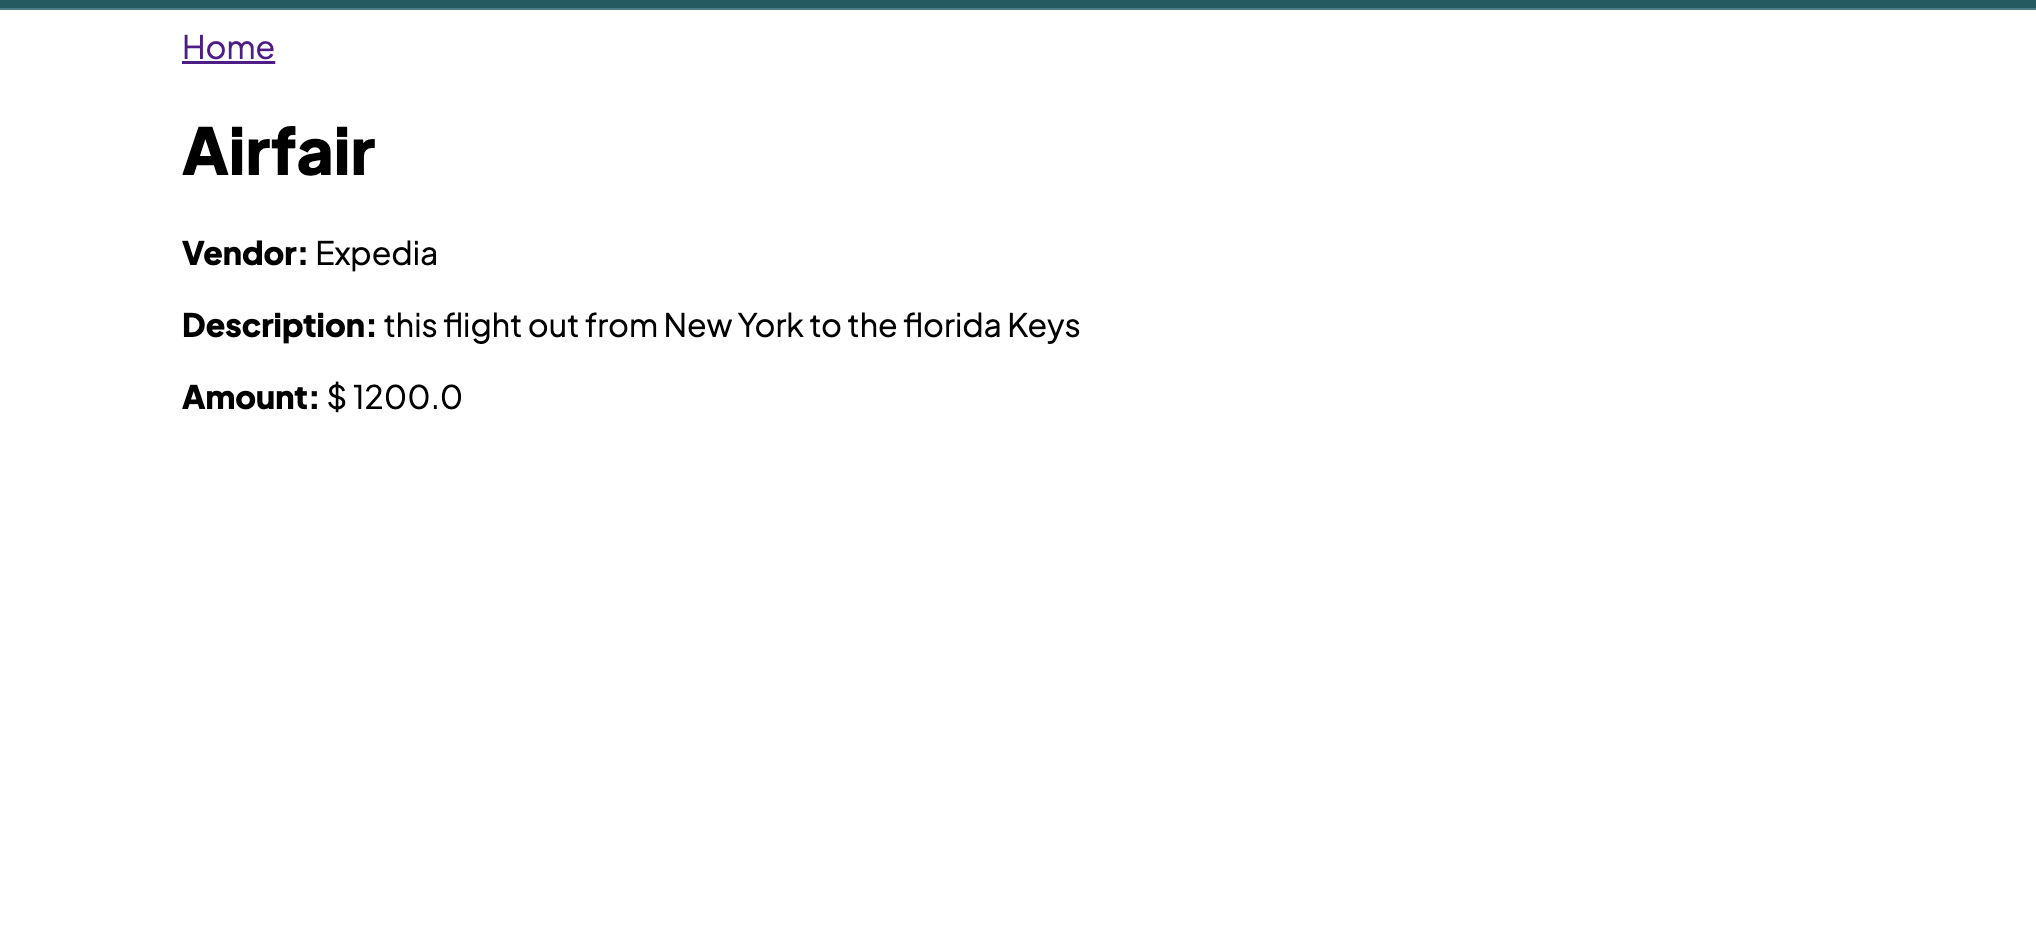 Home
Airfair
Vendor: Expedia
Description: this flight out from New York to the florida Keys
Amount: $ 1200.0